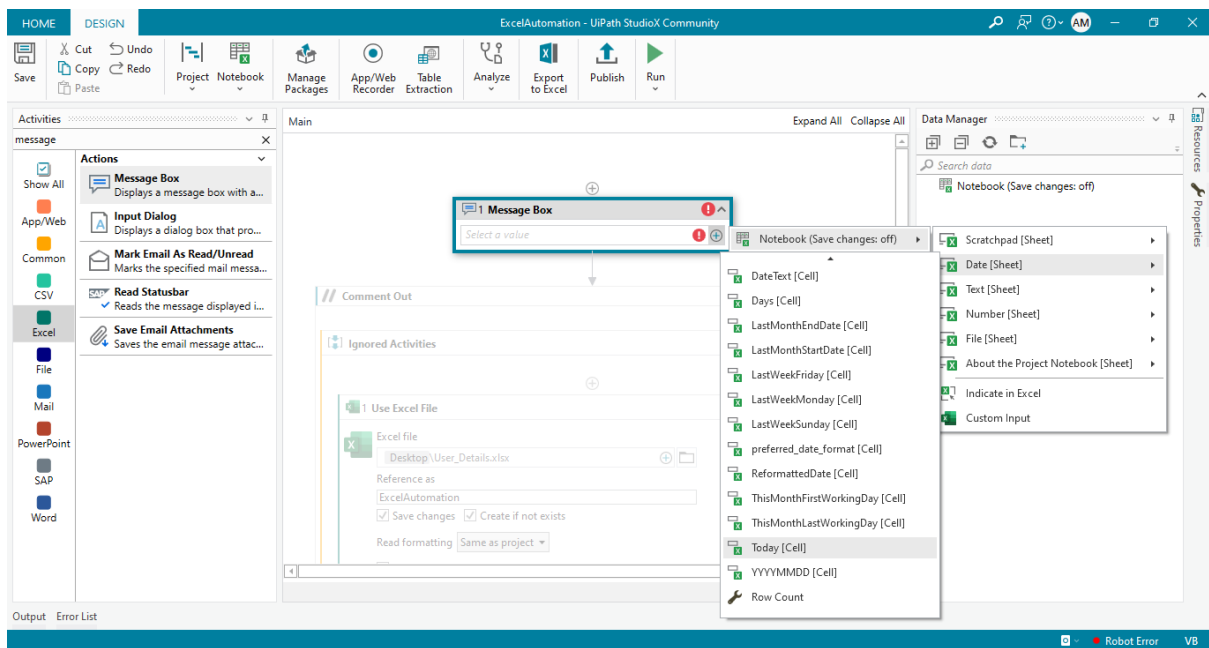 HOME
DESIGN
ExcelAutomation - UiPath StudioX Community
AM
Save
Cut
Copy
Paste
Undo
Redo
Project
Notebook
Manage Packages
App/Web Recorder
Table Extraction
Analyze
Export to Excel
Publish
Run
Activities
message
Show All
App/Web
Common
CSV
Excel
File
Mail
PowerPoint
SAP
Word
Actions
Message Box
Displays a message box with a...
Input Dialog
Displays a dialog box that pro...
Mark Email As Read/Unread
Marks the specified mail messa...
Read Statusbar
Reads the message displayed i...
Save Email Attachments
Saves the email message attac...
Main
Expand All
Collapse All
1 Message Box
Select a value
// Comment Out
Ignored Activities
1 Use Excel File
Excel file
Desktop\User_Details.xlsx
Reference as
ExcelAutomation
Save changes
Create if not exists
Read formatting
Same as project
Notebook (Save changes: off)
DateText [Cell]
Days [Cell]
LastMonthEndDate [Cell]
LastMonthStartDate [Cell]
LastWeekFriday [Cell]
LastWeekMonday [Cell]
LastWeekSunday [Cell]
preferred_date_format [Cell]
ReformattedDate [Cell]
ThisMonthFirstWorkingDay [Cell]
ThisMonthLastWorkingDay [Cell]
Today [Cell]
YYYYMMDD [Cell]
Row Count
Scratchpad [Sheet]
Date [Sheet]
Text [Sheet]
Number [Sheet]
File [Sheet]
About the Project Notebook [Sheet]
Indicate in Excel
Custom Input
Data Manager
Search data
Notebook (Save changes: off)
Resources
Properties
Output
Error List
Robot Error
VB